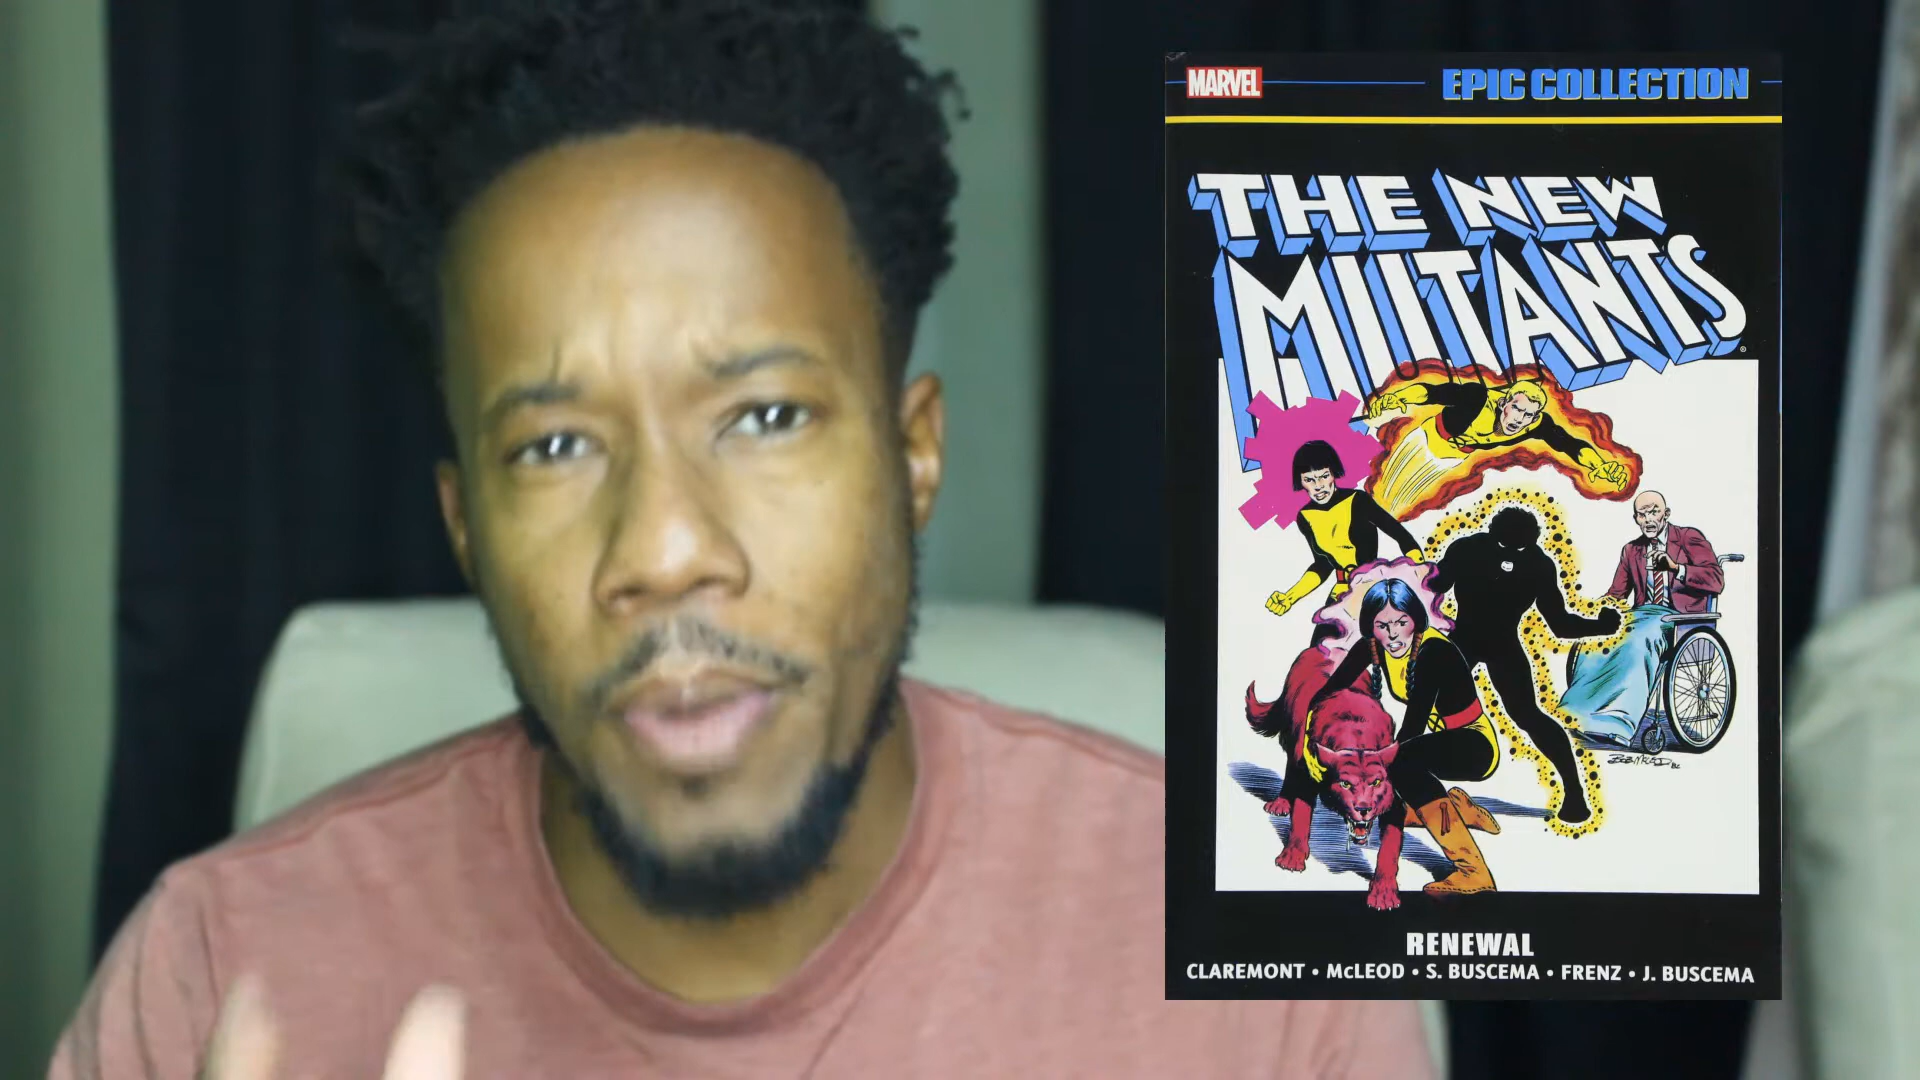 MARVEL
EPIC COLLECTION
THE NEW
MUTANTS
RENEWAL
CLAREMONT • McLEOD • S. BUSCEMA • FRENZ • J. BUSCEMA